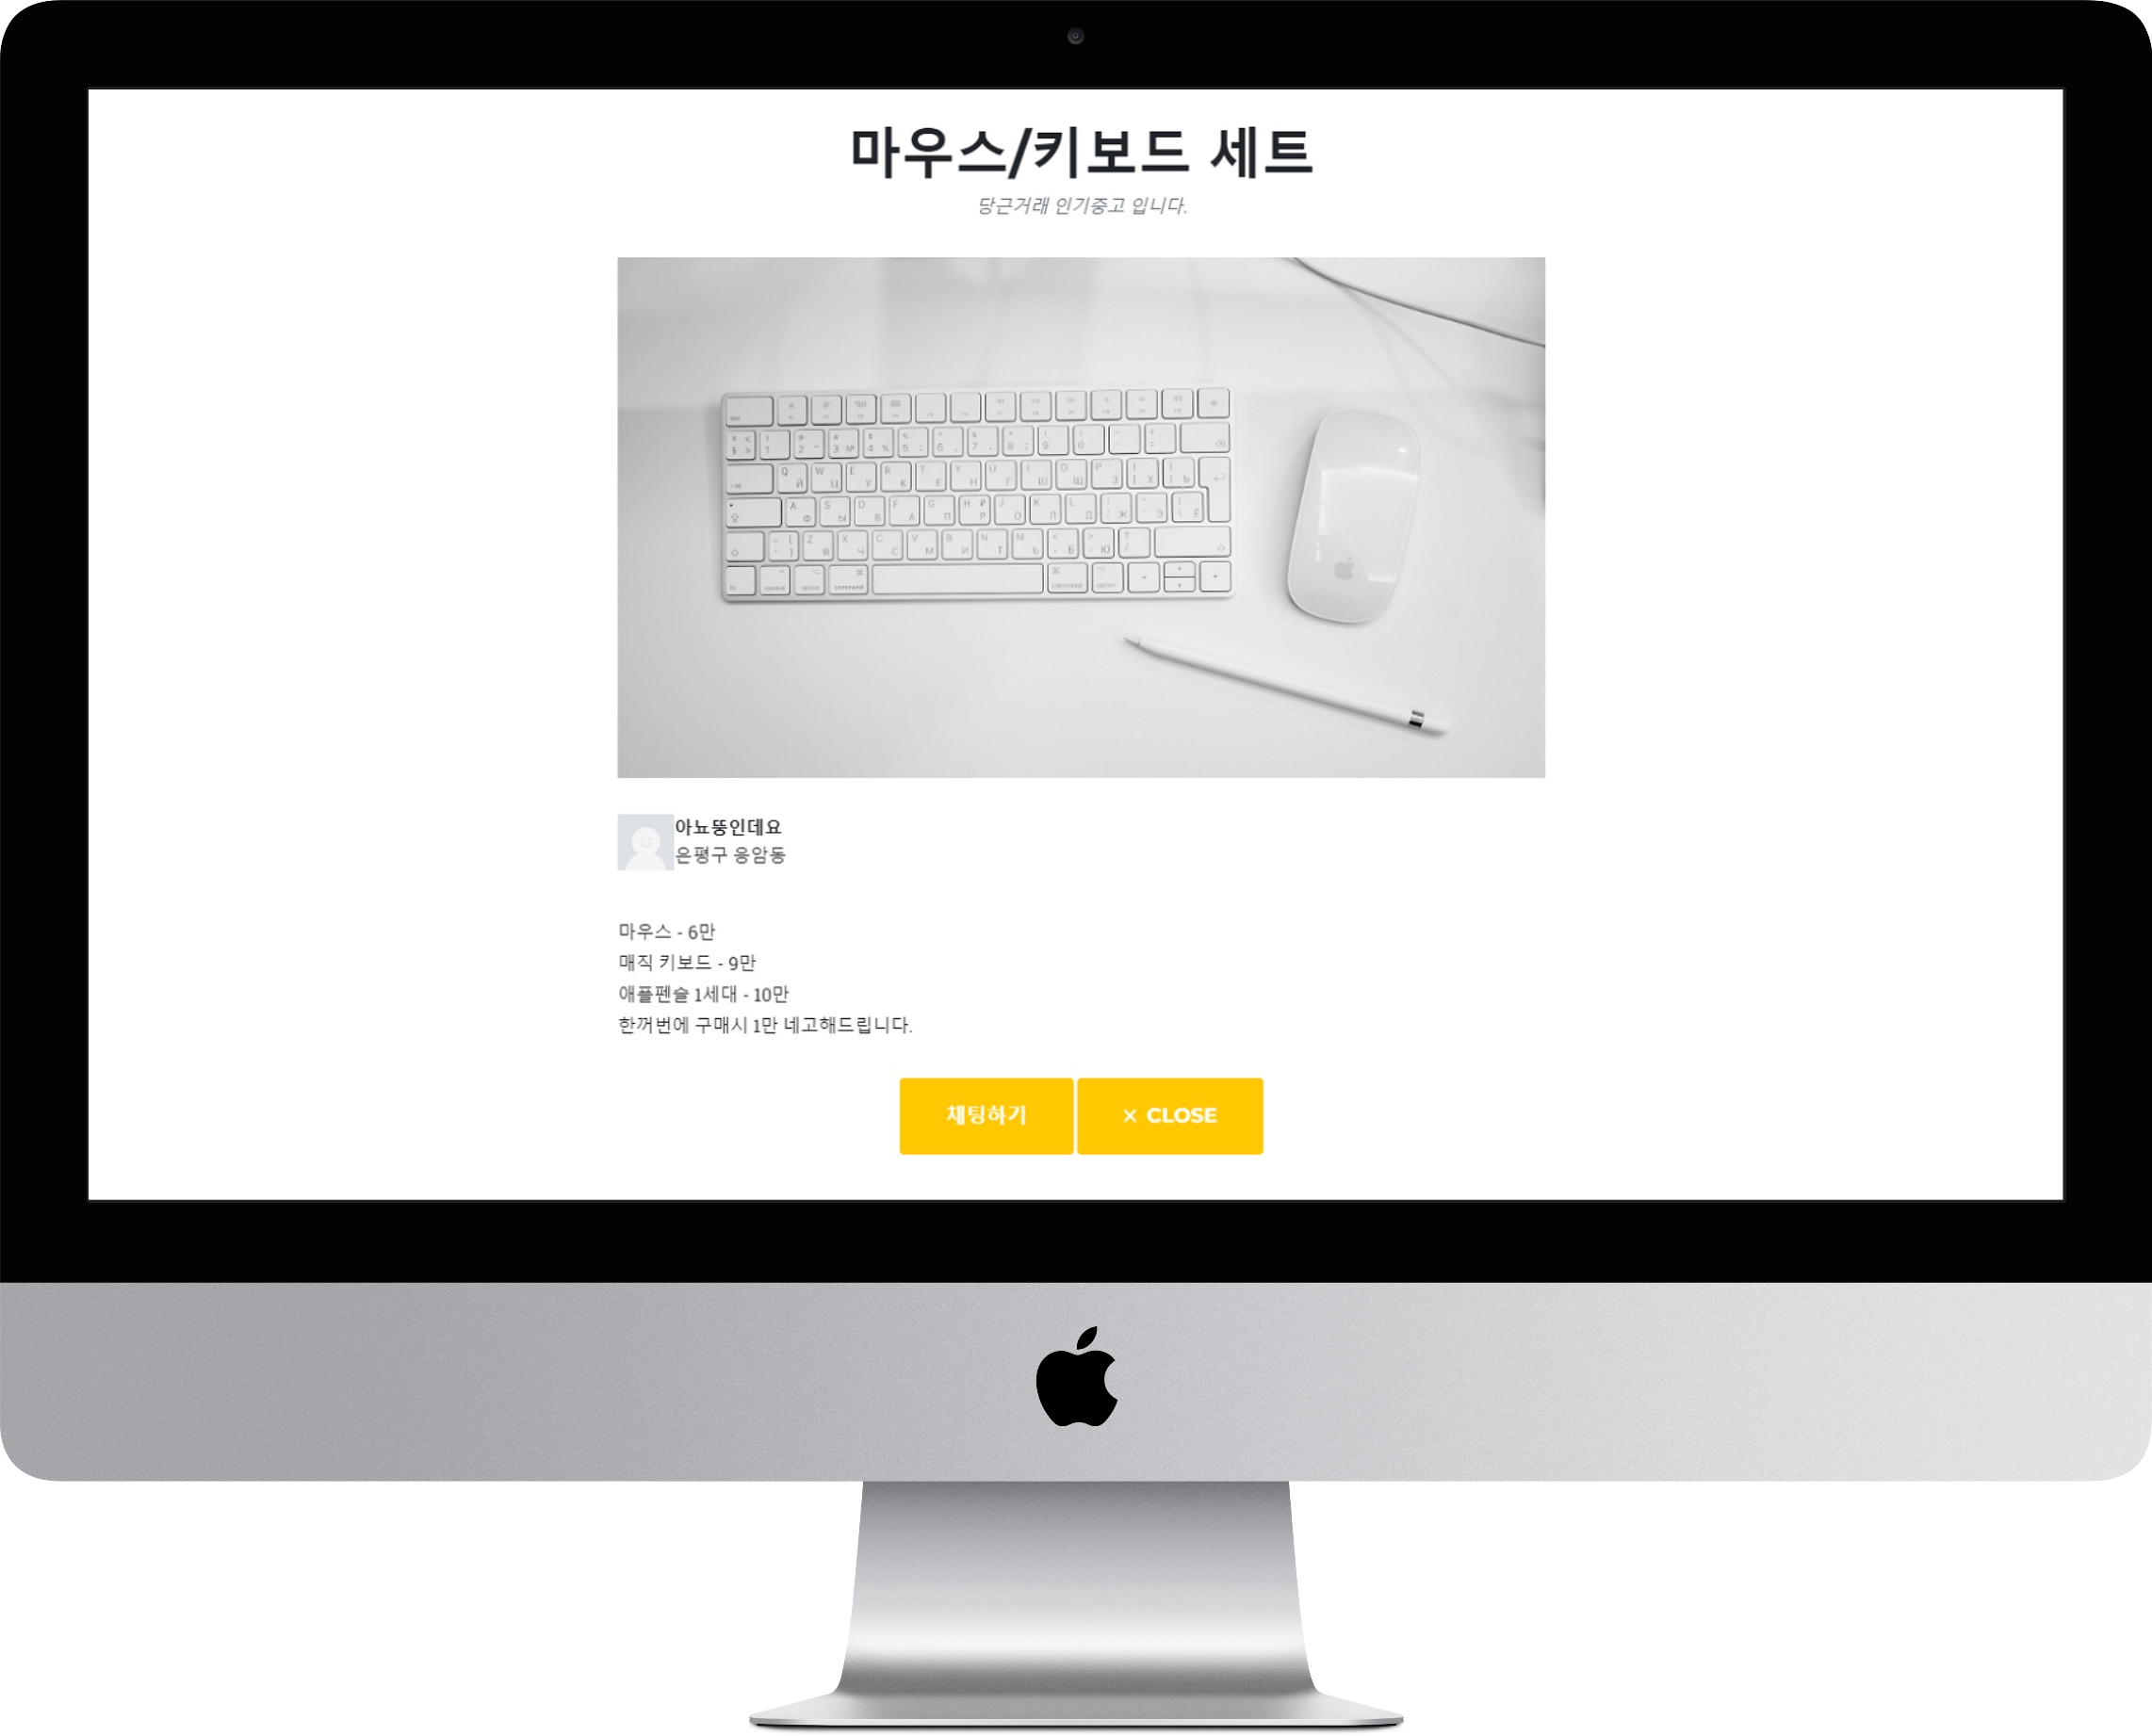 마우스/키보드 세트
당근거래 인기중고 입니다.
아뇨뚱인데요
은평구 응암동
마우스 - 6만
매직 키보드 - 9만
애플펜슬 1세대 - 10만
한꺼번에 구매시 1만 네고해드립니다.
채팅하기
× CLOSE